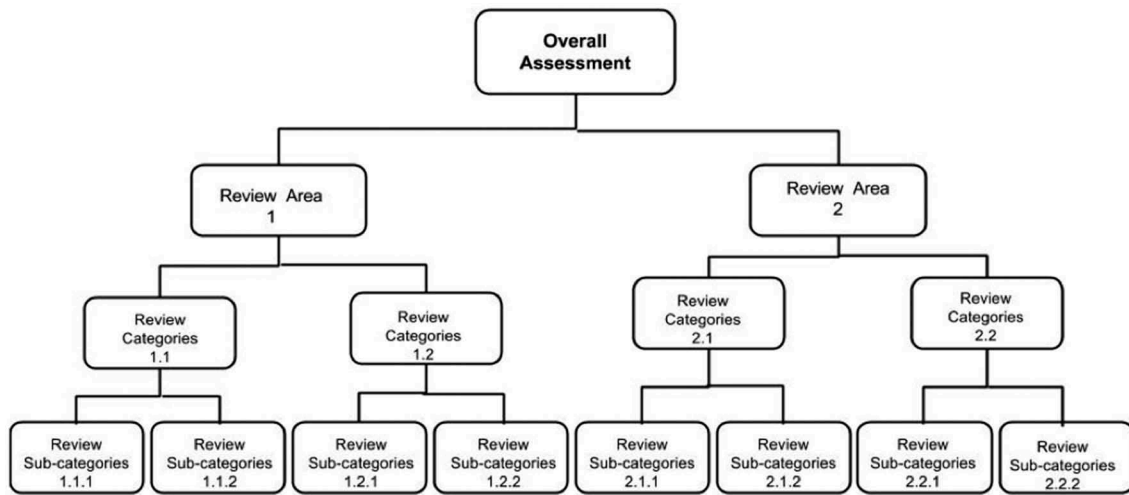 Overall
Assessment
Review Area
1
Review Area
2
Review
Categories
1.1
Review
Categories
1.2
Review
Categories
2.1
Review
Categories
2.2
Review
Sub-categories
1.1.1
Review
Sub-categories
1.1.2
Review
Sub-categories
1.2.1
Review
Sub-categories
1.2.2
Review
Sub-categories
2.1.1
Review
Sub-categories
2.1.2
Review
Sub-categories
2.2.1
Review
Sub-categories
2.2.2